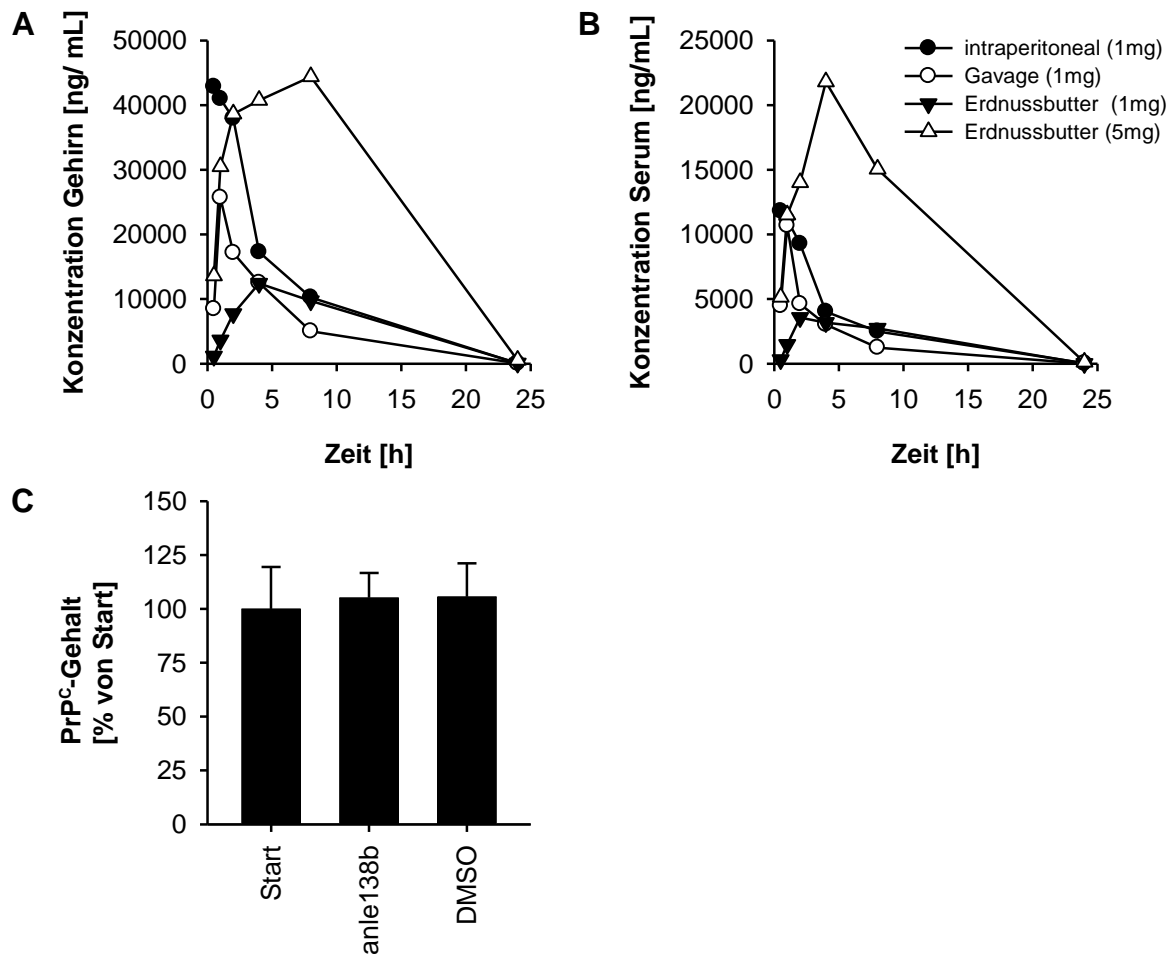 A
Konzentration Gehirn [ng/ mL]
50000
40000
30000
20000
10000
0
0 5 10 15 20 25
Zeit [h]
B
Konzentration Serum [ng/mL]
25000
20000
15000
10000
5000
0
0 5 10 15 20 25
Zeit [h]
intraperitoneal (1mg)
Gavage (1mg)
Erdnussbutter (1mg)
Erdnussbutter (5mg)
C
PrPᶜ-Gehalt
[% von Start]
150
125
100
75
50
25
0
Start
anle138b
DMSO